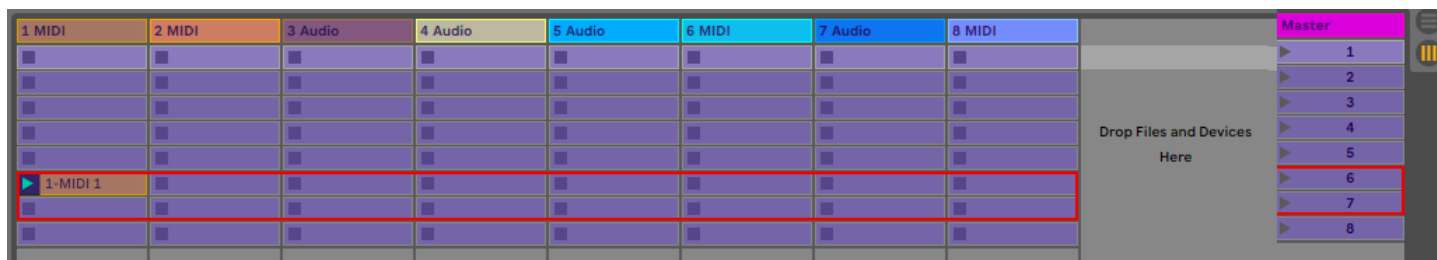 1 MIDI 2 MIDI 3 Audio 4 Audio 5 Audio 6 MIDI 7 Audio 8 MIDI Master
1
2
3
4
Drop Files and Devices
Here
5
1-MIDI 1 6
7
8